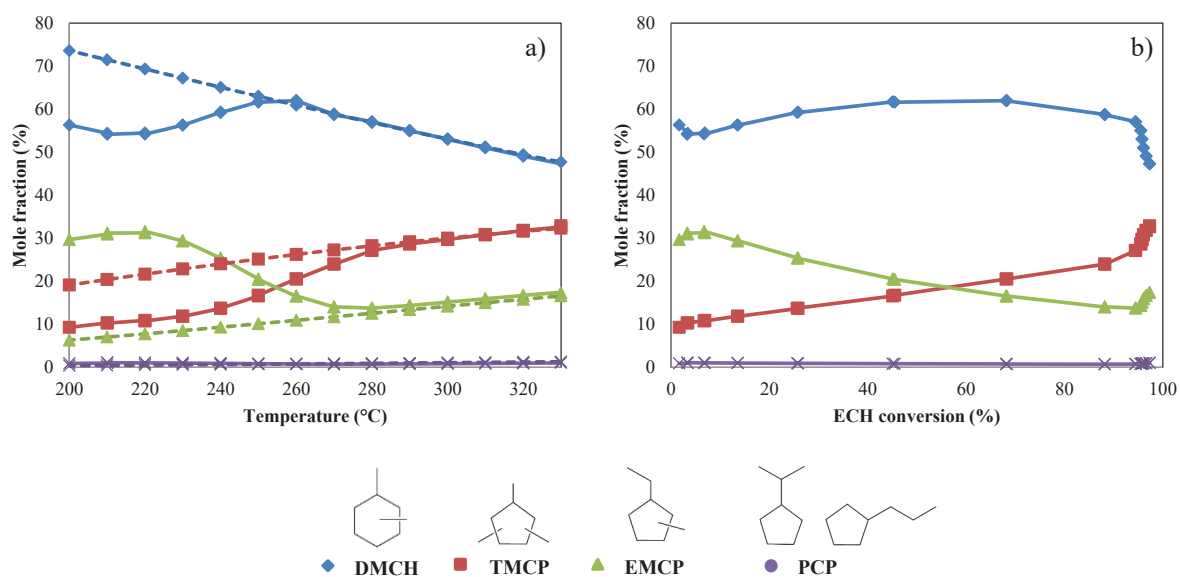 80
70
60
50
40
30
20
10
0
Mole fraction (%)
a)
200 220 240 260 280 300 320
Temperature (°C)
80
70
60
50
40
30
20
10
0
Mole fraction (%)
b)
0 20 40 60 80 100
ECH conversion (%)
DMCH TMCP EMCP PCP